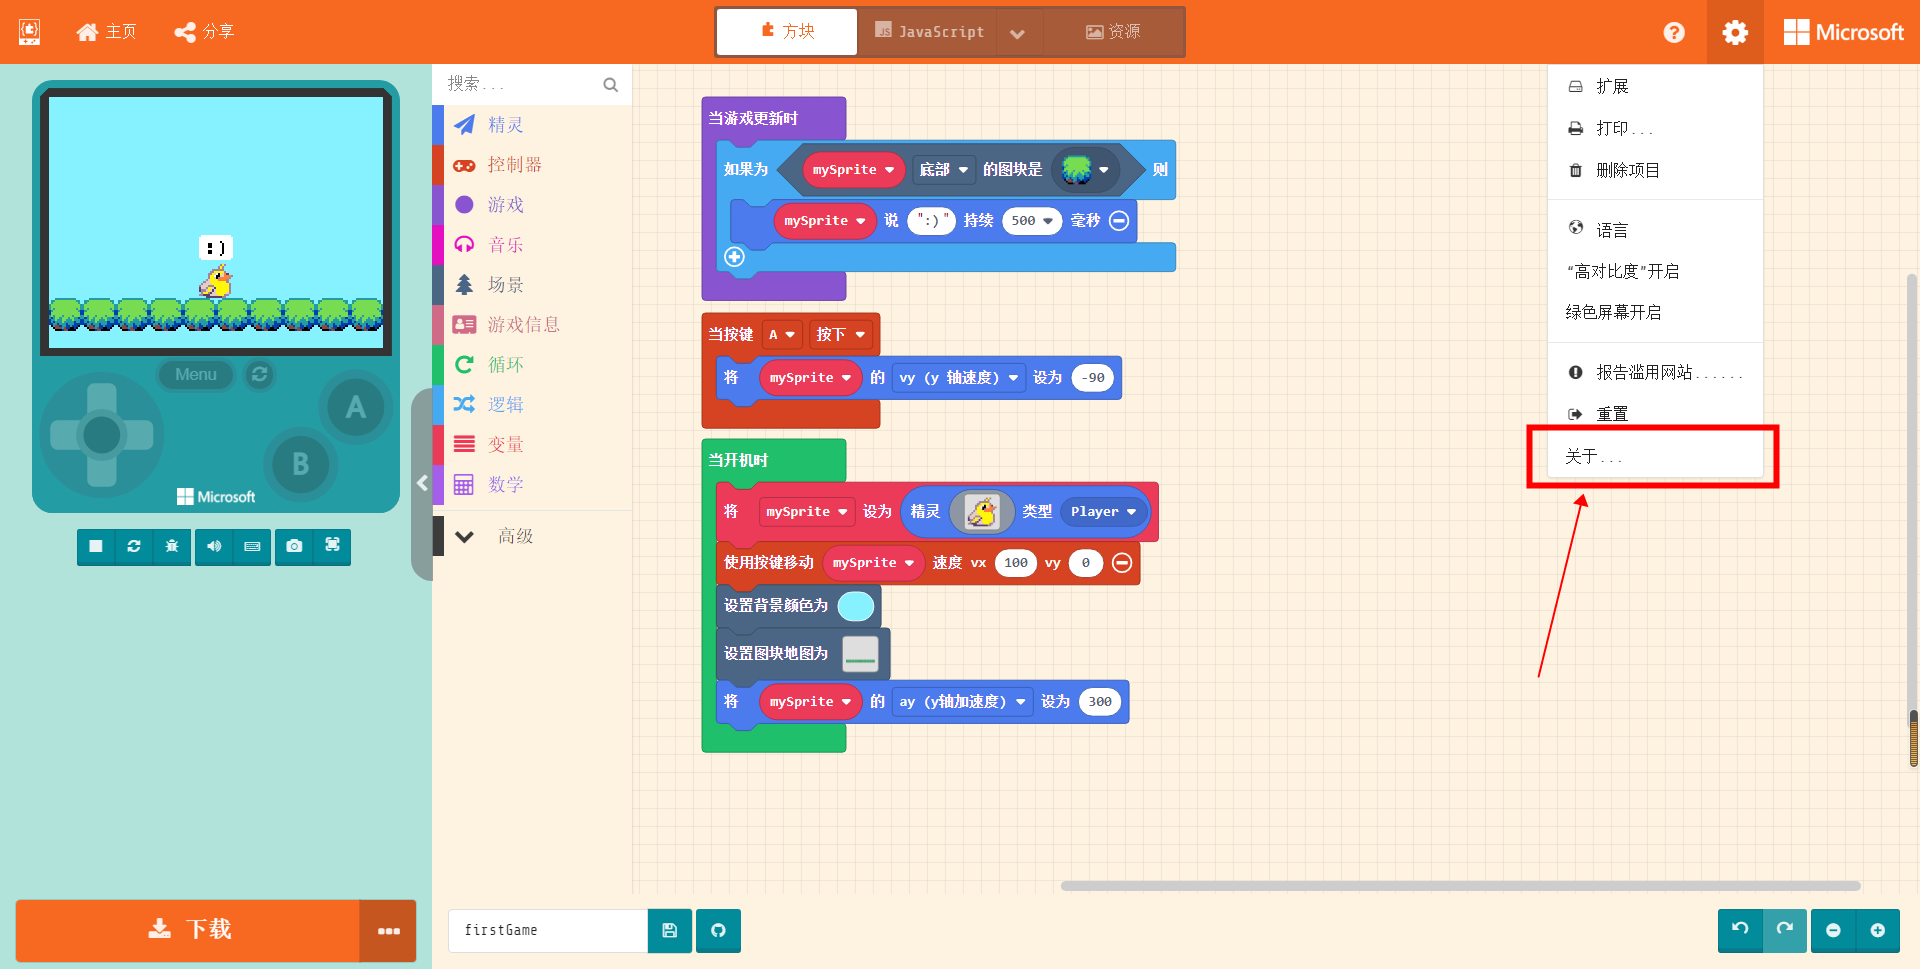 主页
分享
方块
JavaScript
资源
Microsoft
搜索...
精灵
控制器
游戏
音乐
场景
游戏信息
循环
逻辑
变量
数学
高级
:)
Menu
A
B
Microsoft
下载
当游戏更新时
如果为 mySprite 底部 的图块是 则
mySprite 说 ":)" 持续 500 毫秒
当按键 A 按下
将 mySprite 的 vy (y 轴速度) 设为 -90
当开机时
将 mySprite 设为 精灵 类型 Player
使用按键移动 mySprite 速度 vx 100 vy 0
设置背景颜色为
设置图块地图为
将 mySprite 的 ay (y轴加速度) 设为 300
扩展
打印...
删除项目
语言
“高对比度”开启
绿色屏幕开启
报告滥用网站......
重置
关于...
firstGame